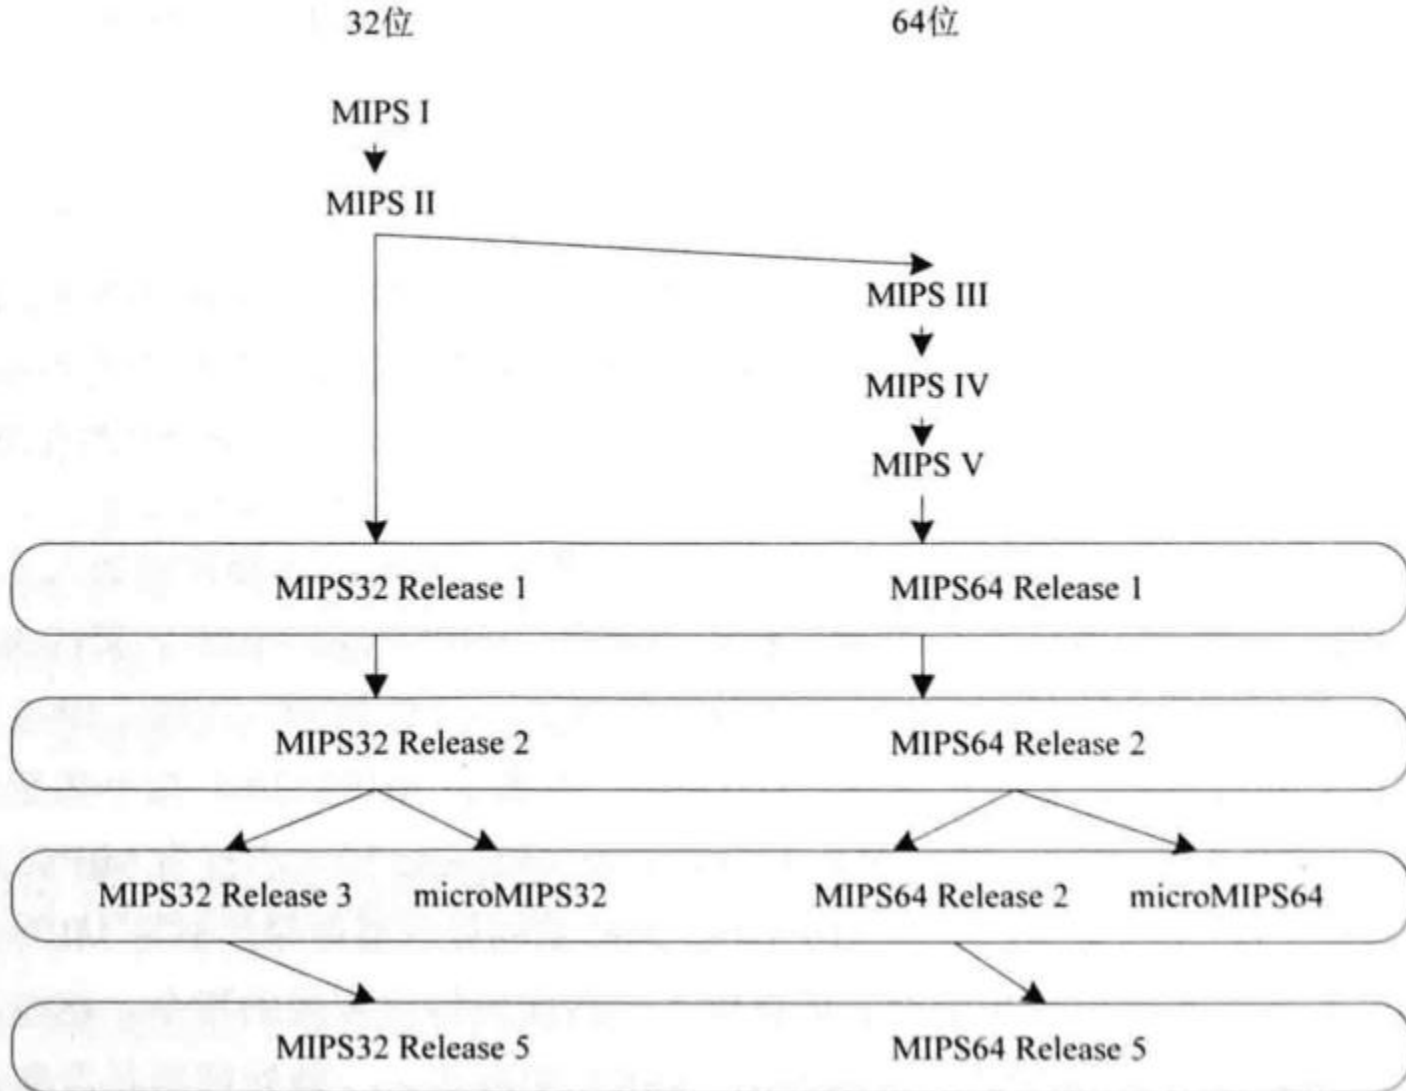 32位 64位
MIPS I
MIPS II
MIPS III
MIPS IV
MIPS V
MIPS32 Release 1 MIPS64 Release 1
MIPS32 Release 2 MIPS64 Release 2
MIPS32 Release 3 microMIPS32 MIPS64 Release 2 microMIPS64
MIPS32 Release 5 MIPS64 Release 5